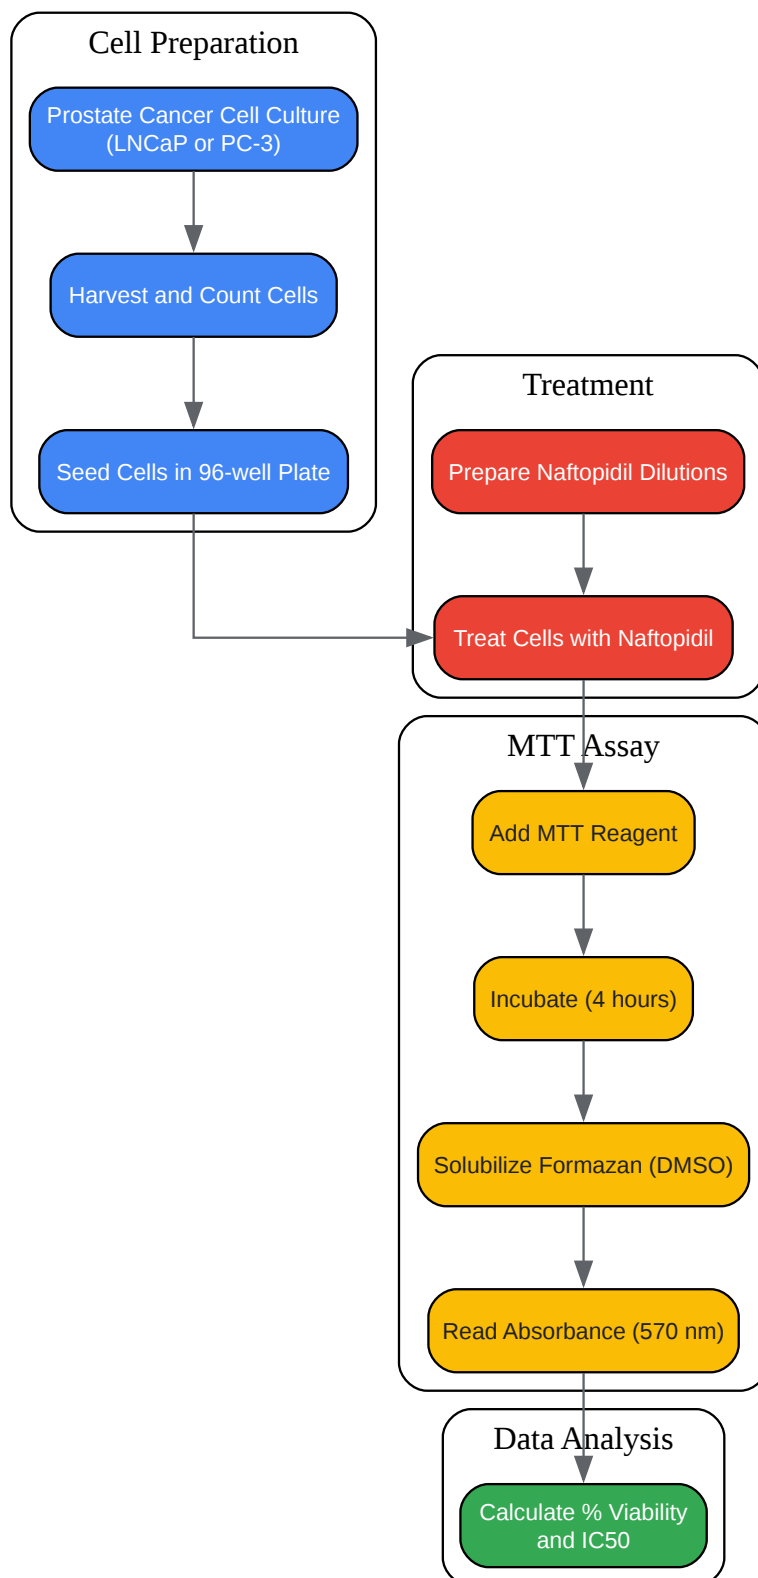 Cell Preparation
Prostate Cancer Cell Culture
(LNCaP or PC-3)
Harvest and Count Cells
Seed Cells in 96-well Plate
Treatment
Prepare Naftopidil Dilutions
Treat Cells with Naftopidil
MTT Assay
Add MTT Reagent
Incubate (4 hours)
Solubilize Formazan (DMSO)
Read Absorbance (570 nm)
Data Analysis
Calculate % Viability
and IC50